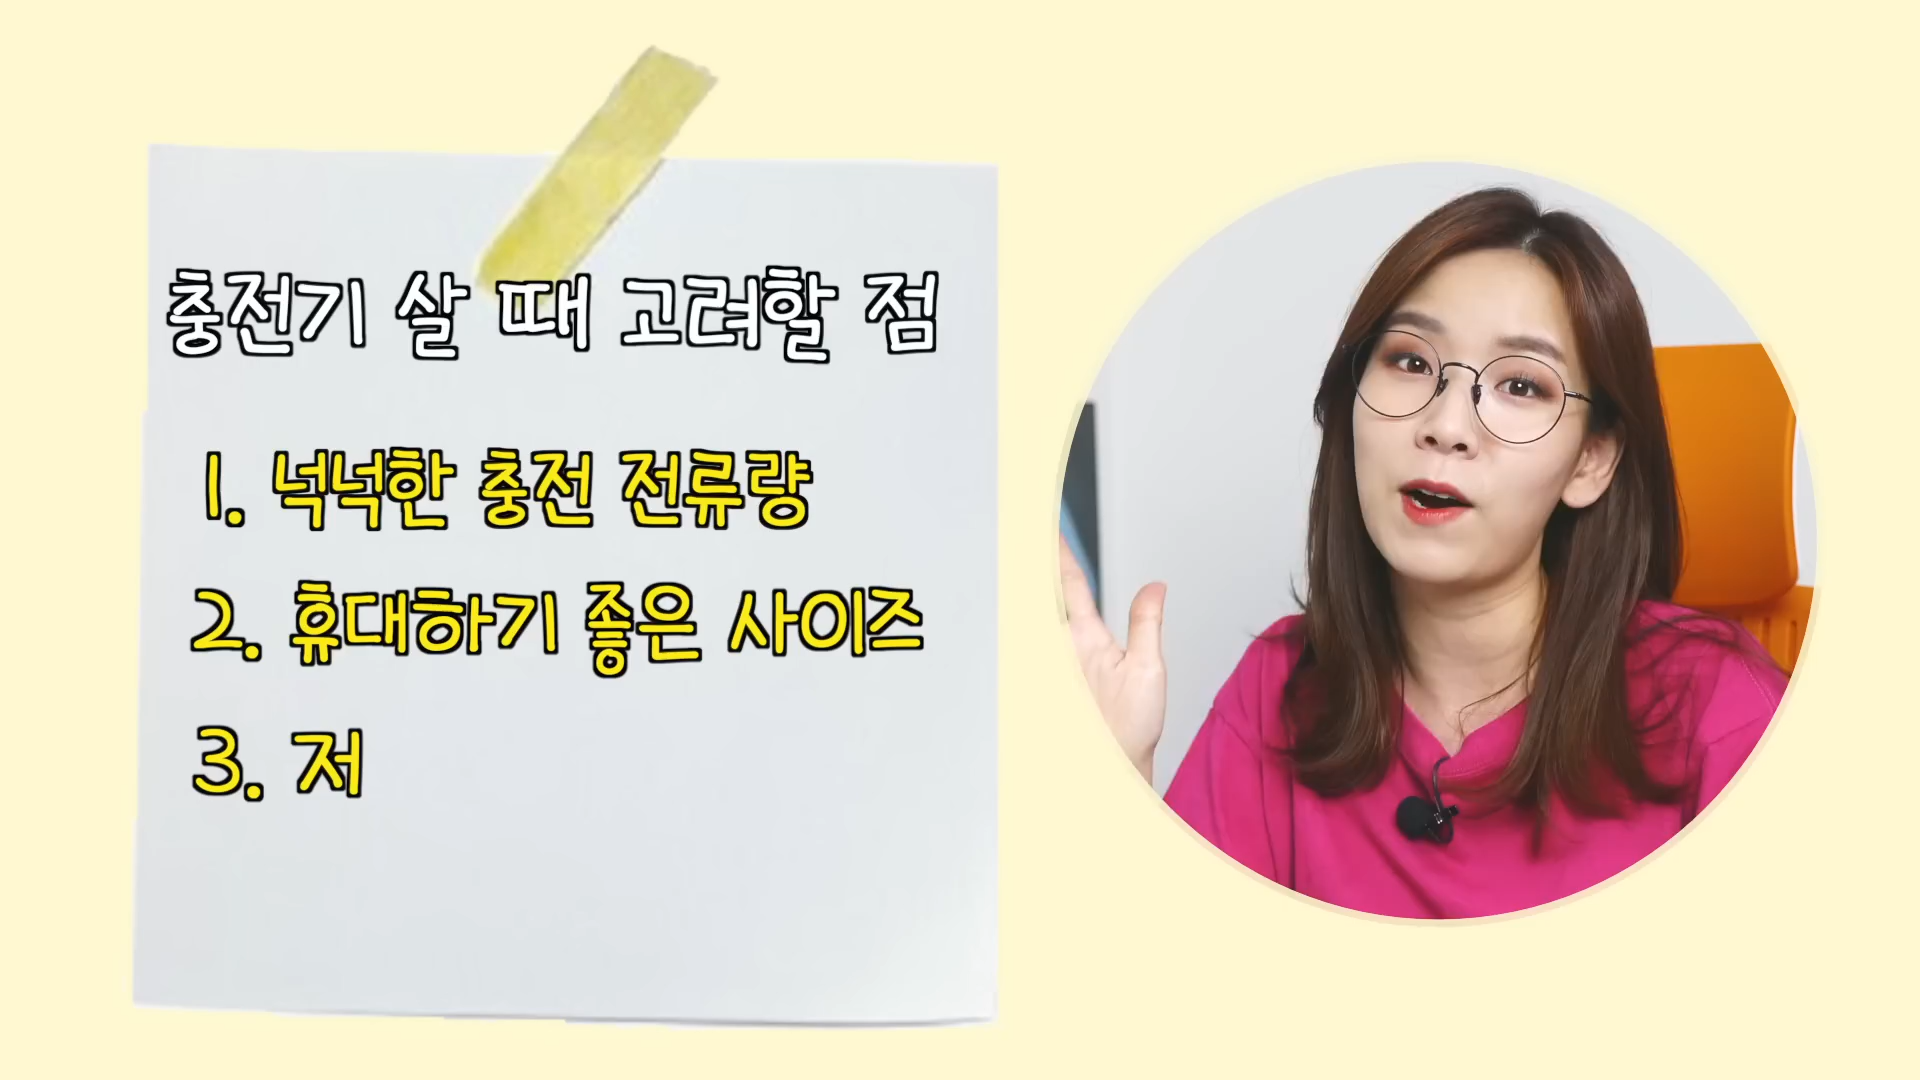 충전기 살 때 고려할 점
1. 넉넉한 충전 전류량
2. 휴대하기 좋은 사이즈
3. 저